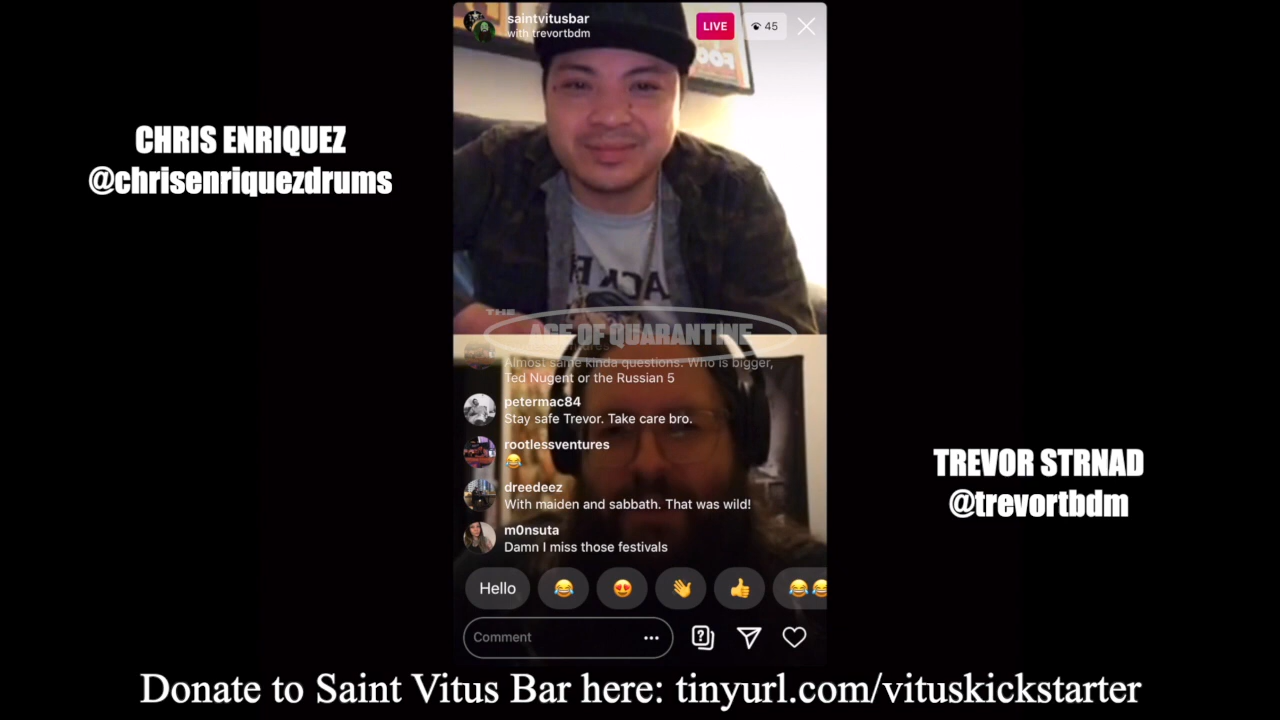 saintvitusbar
with trevortbdm
LIVE
45
CHRIS ENRIQUEZ
@chrisenriquezdrums
THE
AGE OF QUARANTINE
Almost same kinda questions. Who is bigger,
Ted Nugent or the Russian 5
petermac84
Stay safe Trevor. Take care bro.
rootlessventures
😂
dreedeez
With maiden and sabbath. That was wild!
m0nsuta
Damn I miss those festivals
TREVOR STRNAD
@trevortbdm
Hello 😂 😍 👋 👍 😂😂
Comment
Donate to Saint Vitus Bar here: tinyurl.com/vituskickstarter